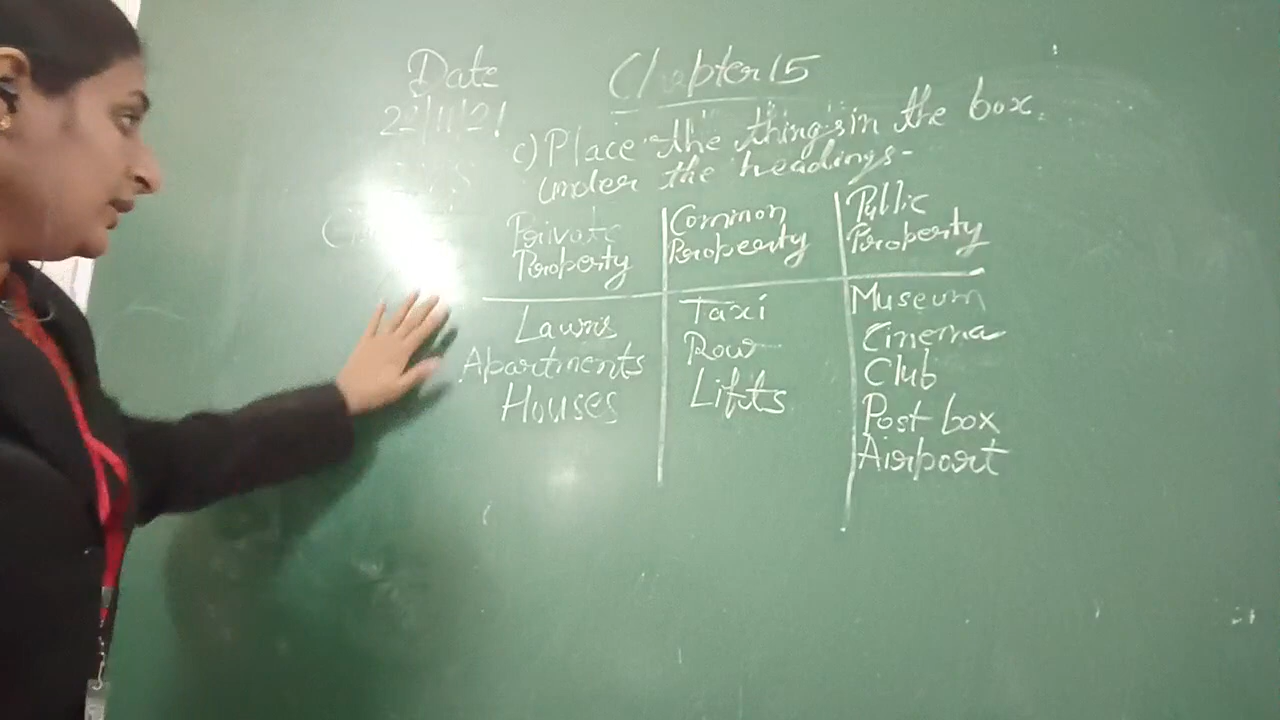 Date
Chapter 15
22/11/21
c) Place the things in the box.
under the headings-
Private
Property
Common
Property
Public
Property
Lawns
Apartments
Houses
Taxi
Row
Lifts
Museum
Cinema
Club
Post box
Airport